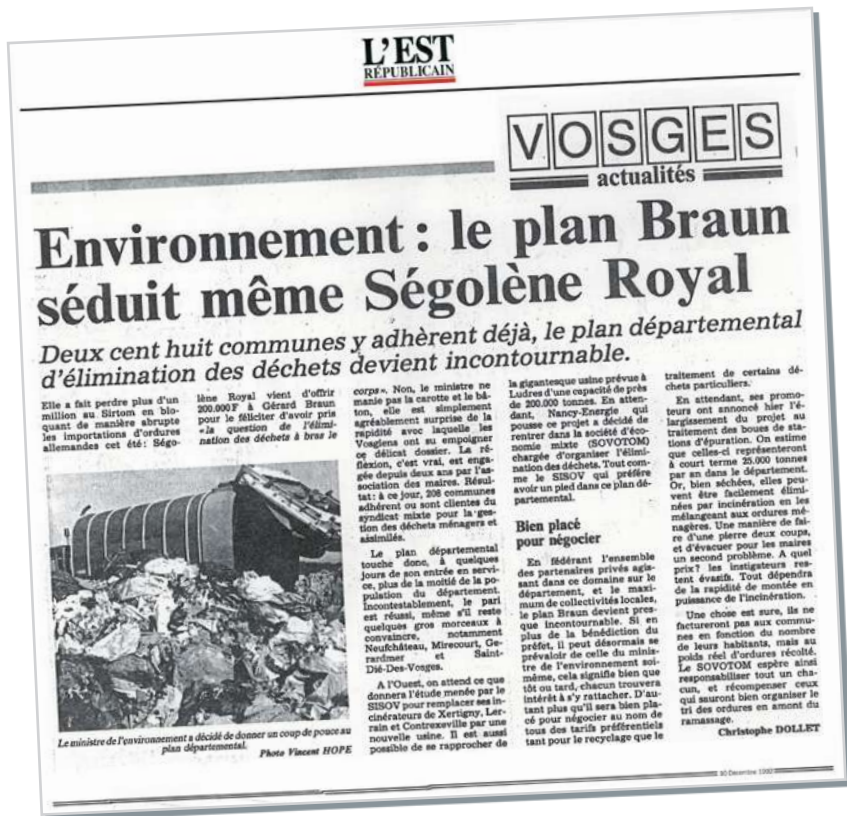 L'EST
RÉPUBLICAIN
VOSGES
actualités
Environnement : le plan Braun
séduit même Ségolène Royal
Deux cent huit communes y adhèrent déjà, le plan départemental
d'élimination des déchets devient incontournable.
Elle a fait perdre plus d'un
million au Sirtom en blo-
quant de manière abrupte
les importations d'ordures
allemandes cet été : Ségo-
lène Royal vient d'offrir
200.000 F à Gérard Braun
pour le féliciter d'avoir pris
«la question de l'élimi-
nation des déchets à bras le
Le ministre de l'environnement a décidé de donner un coup de pouce au
plan départemental.
Photo Vincent HOPE
corps». Non, le ministre ne
manie pas la carotte et le bâ-
ton, elle est simplement
agréablement surprise de la
rapidité avec laquelle les
Vosgiens ont su empoigner
ce délicat dossier. La ré-
flexion, c'est vrai, est enga-
gée depuis deux ans par l'as-
sociation des maires. Résul-
tat : à ce jour, 208 communes
adhérent ou sont clientes du
syndicat mixte pour la ges-
tion des déchets ménagers et
assimilés.
Le plan départemental
touche donc, à quelques
jours de son entrée en servi-
ce, plus de la moitié de la po-
pulation du département.
Incontestablement, le pari
est réussi, même s'il reste
quelques gros morceaux à
convaincre, notamment
Neufchâteau, Mirecourt, Ge-
rardmer et Saint-
Dié-Des-Vosges.
A l'Ouest, on attend ce que
donnera l'étude menée par le
SISOV pour remplacer ses in-
cinérateurs de Xertigny, Ler-
rain et Contrexeville par une
nouvelle usine. Il est aussi
possible de se rapprocher de
la gigantesque usine prévue à
Ludres d'une capacité de près
de 200.000 tonnes. En atten-
dant, Nancy-Energie qui
pousse ce projet a décidé de
rentrer dans la société d'éco-
nomie mixte (SOVOTOM)
chargée d'organiser l'élimi-
nation des déchets. Tout com-
me le SISOV qui préfère
avoir un pied dans ce plan dé-
partemental.
Bien placé
pour négocier
En fédérant l'ensemble
des partenaires privés agis-
sant dans ce domaine sur le
département, et le maxi-
mum de collectivités locales,
le plan Braun devient pres-
que incontournable. Si en
plus de la bénédiction du
préfet, il peut désormais se
prévaloir de celle du minis-
tre de l'environnement soi-
même, cela signifie bien que
tôt ou tard, chacun trouvera
intérêt à s'y rattacher. D'au-
tant plus qu'il sera bien pla-
cé pour négocier au nom de
tous des tarifs préférentiels
tant pour le recyclage que le
traitement de certains dé-
chets particuliers.
En attendant, ses promo-
teurs ont annoncé hier l'é-
largissement du projet au
traitement des boues de sta-
tions d'épuration. On estime
que celles-ci représenteront
à court terme 25.000 tonnes
par an dans le département.
Or, bien séchées, elles peu-
vent être facilement élimi-
nées par incinération en les
mélangeant aux ordures mé-
nagères. Une manière de fai-
re d'une pierre deux coups,
et d'évacuer pour les maires
un second problème. A quel
prix? les instigateurs res-
tent évasifs. Tout dépendra
de la rapidité de montée en
puissance de l'incinération.
Une chose est sure, ils ne
factureront pas aux commu-
nes en fonction du nombre
de leurs habitants, mais au
poids réel d'ordures récolté.
Le SOVOTOM espère ainsi
responsabiliser tout un cha-
cun, et récompenser ceux
qui sauront bien organiser le
tri des ordures en amont du
ramassage.
Christophe DOLLET